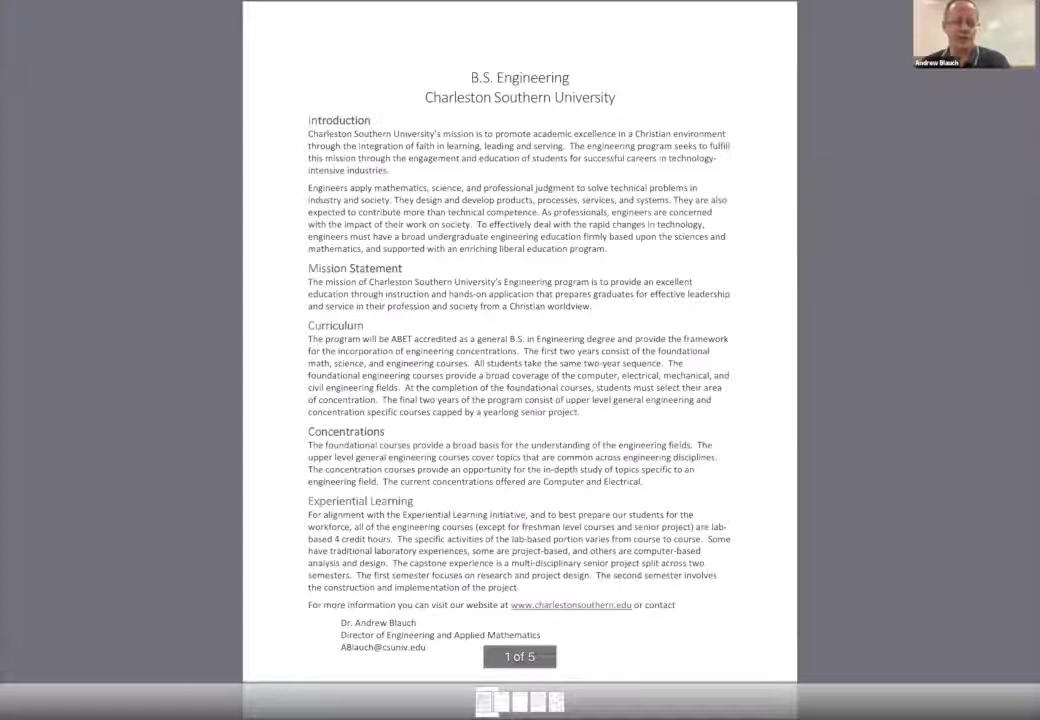 Andrew Blauch
B.S. Engineering
Charleston Southern University
Introduction
Charleston Southern University's mission is to promote academic excellence in a Christian environment
through the integration of faith in learning, leading and serving. The engineering program seeks to fulfill
this mission through the engagement and education of students for successful careers in technology-
intensive industries.
Engineers apply mathematics, science, and professional judgment to solve technical problems in
industry and society. They design and develop products, processes, services, and systems. They are also
expected to contribute more than technical competence. As professionals, engineers are concerned
with the impact of their work on society. To effectively deal with the rapid changes in technology,
engineers must have a broad undergraduate engineering education firmly based upon the sciences and
mathematics, and supported with an enriching liberal education program.
Mission Statement
The mission of Charleston Southern University's Engineering program is to provide an excellent
education through instruction and hands-on application that prepares graduates for effective leadership
and service in their profession and society from a Christian worldview.
Curriculum
The program will be ABET accredited as a general B.S. in Engineering degree and provide the framework
for the incorporation of engineering concentrations. The first two years consist of the foundational
math, science, and engineering courses. All students take the same two-year sequence. The
foundational engineering courses provide a broad coverage of the computer, electrical, mechanical, and
civil engineering fields. At the completion of the foundational courses, students must select their area
of concentration. The final two years of the program consist of upper level general engineering and
concentration specific courses capped by a yearlong senior project.
Concentrations
The foundational courses provide a broad basis for the understanding of the engineering fields. The
upper level general engineering courses cover topics that are common across engineering disciplines.
The concentration courses provide an opportunity for the in-depth study of topics specific to an
engineering field. The current concentrations offered are Computer and Electrical.
Experiential Learning
For alignment with the Experiential Learning Initiative, and to best prepare our students for the
workforce, all of the engineering courses (except for freshman level courses and senior project) are lab-
based 4 credit hours. The specific activities of the lab-based portion varies from course to course. Some
have traditional laboratory experiences, some are project-based, and others are computer-based
analysis and design. The capstone experience is a multi-disciplinary senior project split across two
semesters. The first semester focuses on research and project design. The second semester involves
the construction and implementation of the project.
For more information you can visit our website at www.charlestonsouthern.edu or contact
Dr. Andrew Blauch
Director of Engineering and Applied Mathematics
ABlauch@csuniv.edu
1 of 5